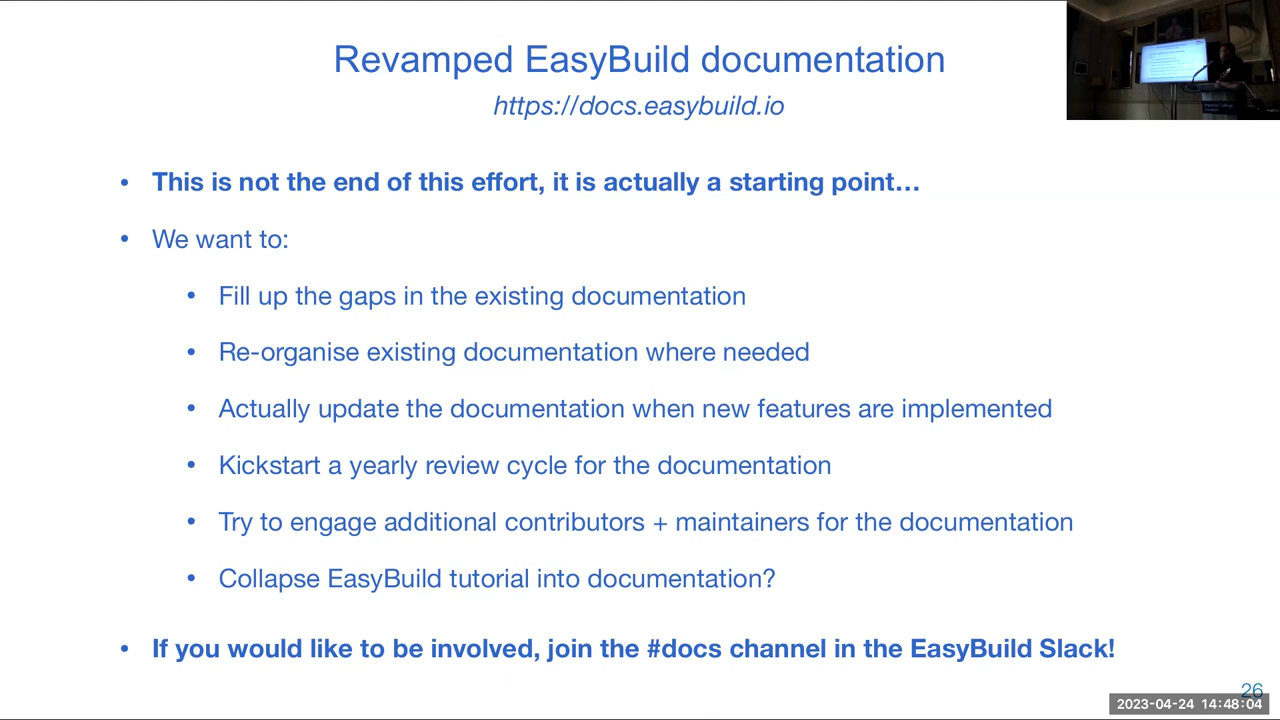 Revamped EasyBuild documentation
https://docs.easybuild.io
• This is not the end of this effort, it is actually a starting point…
• We want to:
• Fill up the gaps in the existing documentation
• Re-organise existing documentation where needed
• Actually update the documentation when new features are implemented
• Kickstart a yearly review cycle for the documentation
• Try to engage additional contributors + maintainers for the documentation
• Collapse EasyBuild tutorial into documentation?
• If you would like to be involved, join the #docs channel in the EasyBuild Slack!
26
2023-04-24 14:48:04